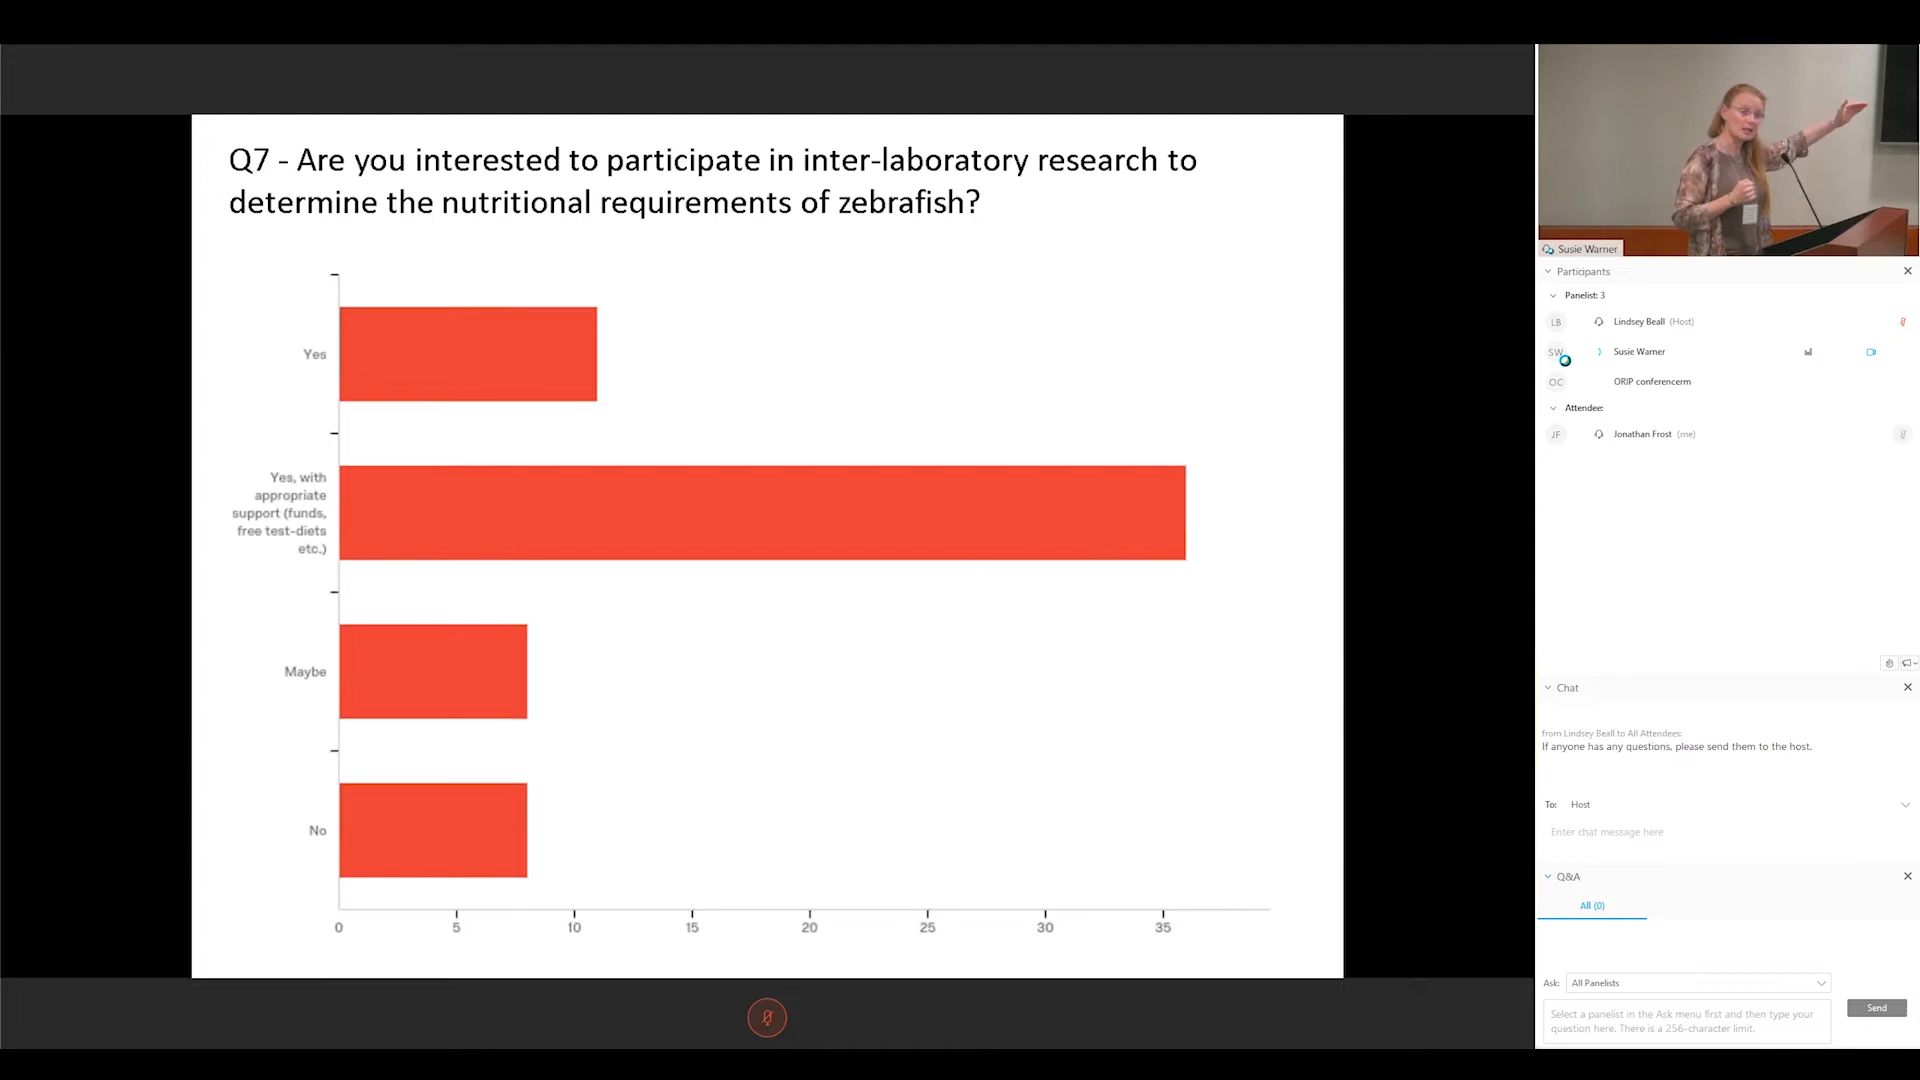 Q7 - Are you interested to participate in inter-laboratory research to
determine the nutritional requirements of zebrafish?
Yes
Yes, with
appropriate
support (funds,
free test-diets
etc.)
Maybe
No
0 5 10 15 20 25 30 35
Susie Warner
Participants
Panelist: 3
LB Lindsey Beall (Host)
SW Susie Warner
OC ORIP conferencerm
Attendee:
JF Jonathan Frost (me)
Chat
from Lindsey Beall to All Attendees:
If anyone has any questions, please send them to the host.
To: Host
Enter chat message here
Q&A
All (0)
Ask: All Panelists
Select a panelist in the Ask menu first and then type your
question here. There is a 256-character limit.
Send